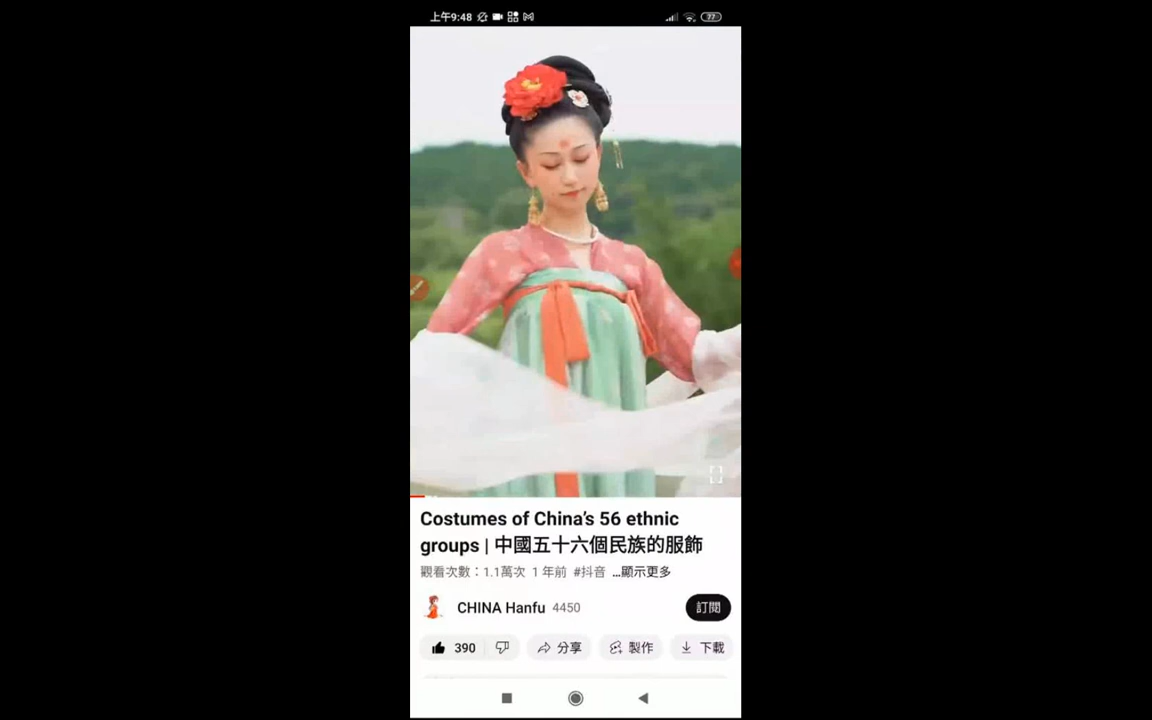 上午9:48
77
Costumes of China’s 56 ethnic
groups | 中國五十六個民族的服飾
觀看次數：1.1萬次 1 年前 #抖音 ...顯示更多
CHINA Hanfu 4450
訂閱
390 分享 製作 下載